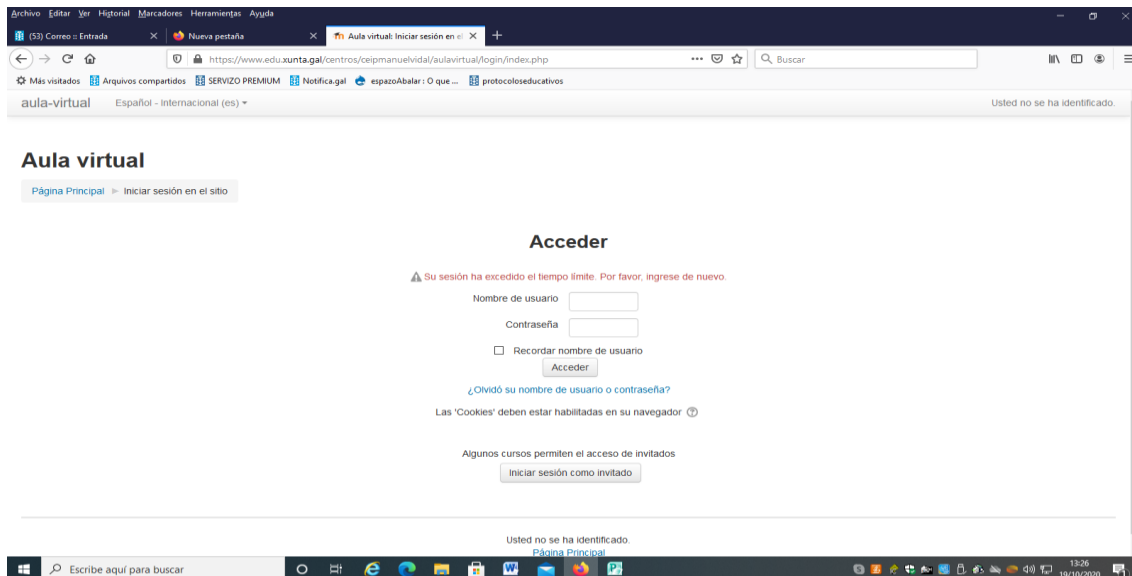 Archivo Editar Ver Historial Marcadores Herramientas Ayuda
(53) Correo :: Entrada
Nueva pestaña
Aula virtual: Iniciar sesión en el
https://www.edu.xunta.gal/centros/ceipmanuelvidal/aulavirtual/login/index.php
Buscar
Más visitados Arquivos compartidos SERVIZO PREMIUM Notifica.gal espazoAbalar : O que ... protocoloseducativos
aula-virtual Español - Internacional (es) Usted no se ha identificado.
Aula virtual
Página Principal Iniciar sesión en el sitio
Acceder
Su sesión ha excedido el tiempo límite. Por favor, ingrese de nuevo.
Nombre de usuario
Contraseña
Recordar nombre de usuario
Acceder
¿Olvidó su nombre de usuario o contraseña?
Las 'Cookies' deben estar habilitadas en su navegador
Algunos cursos permiten el acceso de invitados
Iniciar sesión como invitado
Usted no se ha identificado.
Página Principal
Escribe aquí para buscar
13:26
19/10/2020